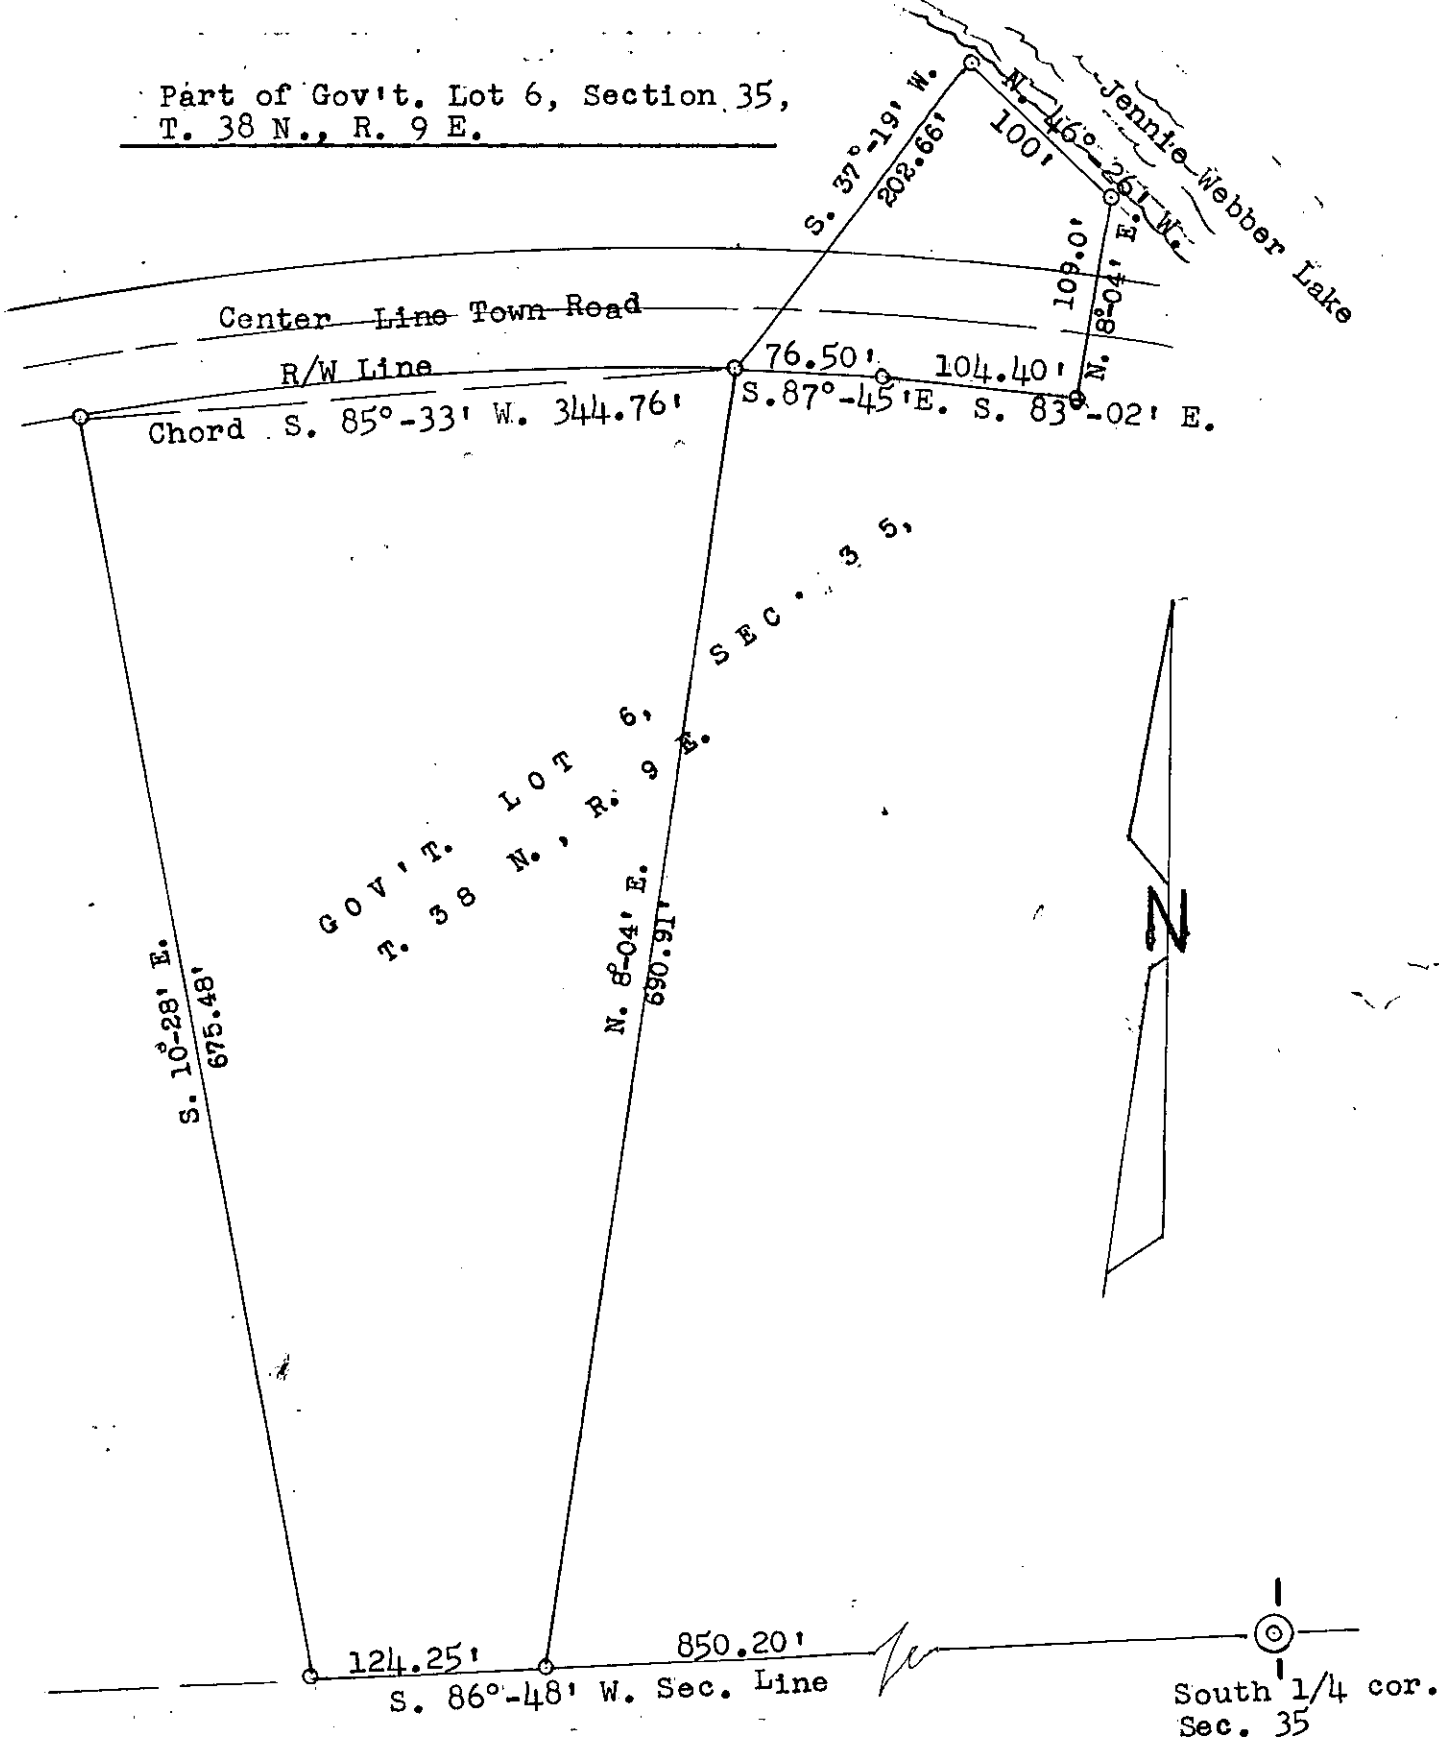 Part of Gov't. Lot 6, Section 35,
T. 38 N., R. 9 E.
S. 37°-19' W.
202.66'
N. 46°-26' W.
100'
Jennie Webber Lake
109.0'
N. 8°-04' E.
Center Line Town Road
R/W Line
76.50'
104.40'
S.87°-45'E. S. 83°-02' E.
Chord S. 85°-33' W. 344.76'
GOV'T. LOT 6, SEC. 35,
T. 38 N., R. 9 E.
S. 10°-28' E.
675.48'
N. 8°-04' E.
690.91'
N
124.25'
850.20'
S. 86°-48' W. Sec. Line
South 1/4 cor.
Sec. 35